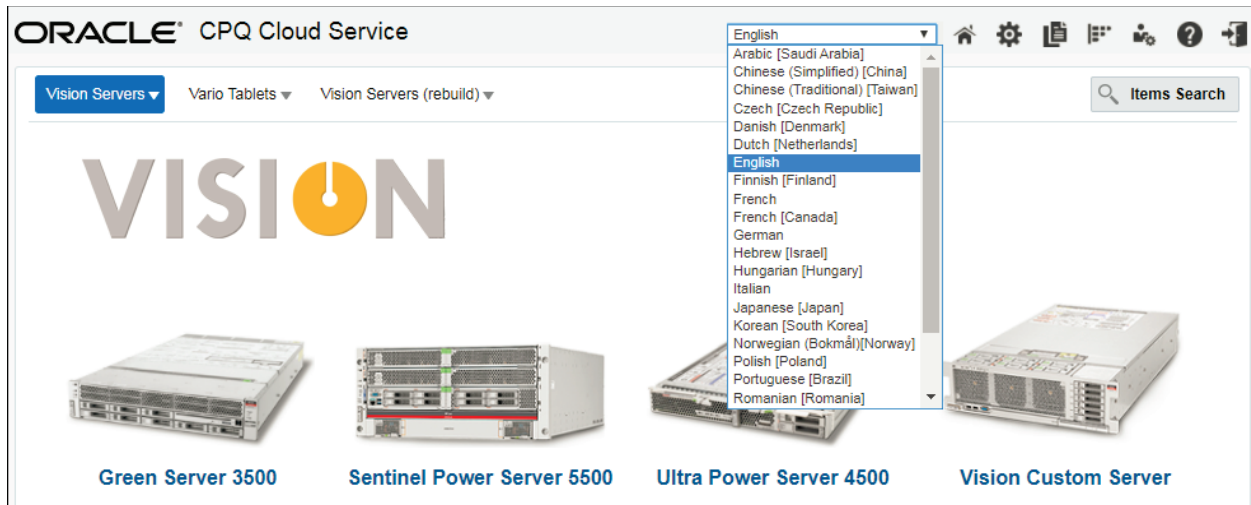 ORACLE® CPQ Cloud Service
English
Arabic [Saudi Arabia]
Chinese (Simplified) [China]
Chinese (Traditional) [Taiwan]
Czech [Czech Republic]
Danish [Denmark]
Dutch [Netherlands]
English
Finnish [Finland]
French
French [Canada]
German
Hebrew [Israel]
Hungarian [Hungary]
Italian
Japanese [Japan]
Korean [South Korea]
Norwegian (Bokmål)[Norway]
Polish [Poland]
Portuguese [Brazil]
Romanian [Romania]
Vision Servers
Vario Tablets
Vision Servers (rebuild)
Items Search
VISION
Green Server 3500
Sentinel Power Server 5500
Ultra Power Server 4500
Vision Custom Server